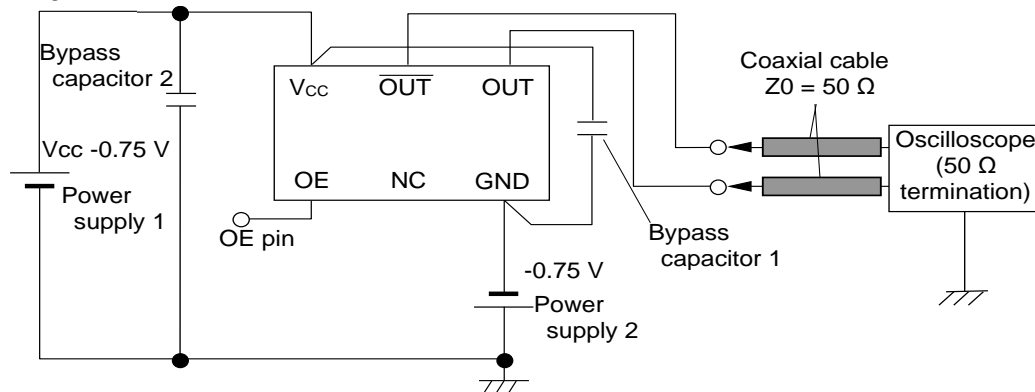 Bypass
capacitor 2
Vcc -0.75 V
Power
supply 1
VCC
OUT
OUT
OE
NC
GND
OE pin
-0.75 V
Power
supply 2
Bypass
capacitor 1
Coaxial cable
Z0 = 50 Ω
Oscilloscope
(50 Ω
termination)